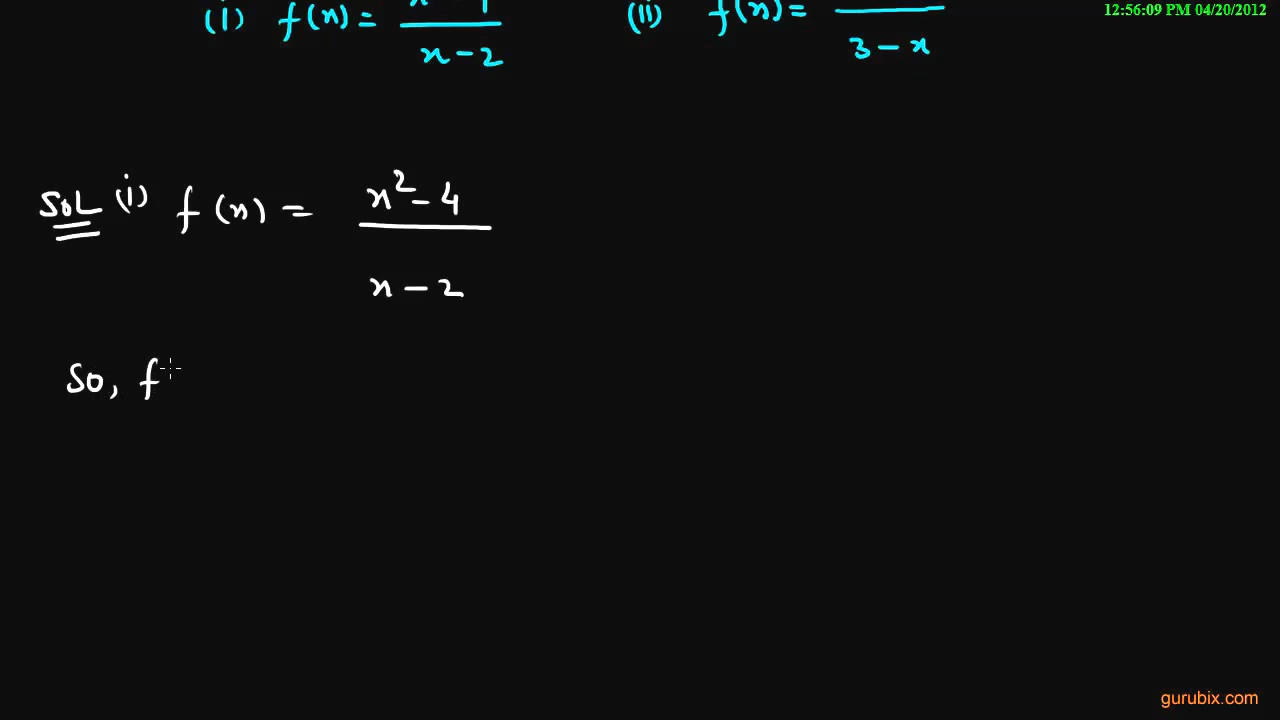 12:56:09 PM 04/20/2012
(i) f(x) =
x - 2
(ii) f(x) =
3 - x
SOL (i) f(x) = x² - 4
x - 2
So, f
gurubix.com